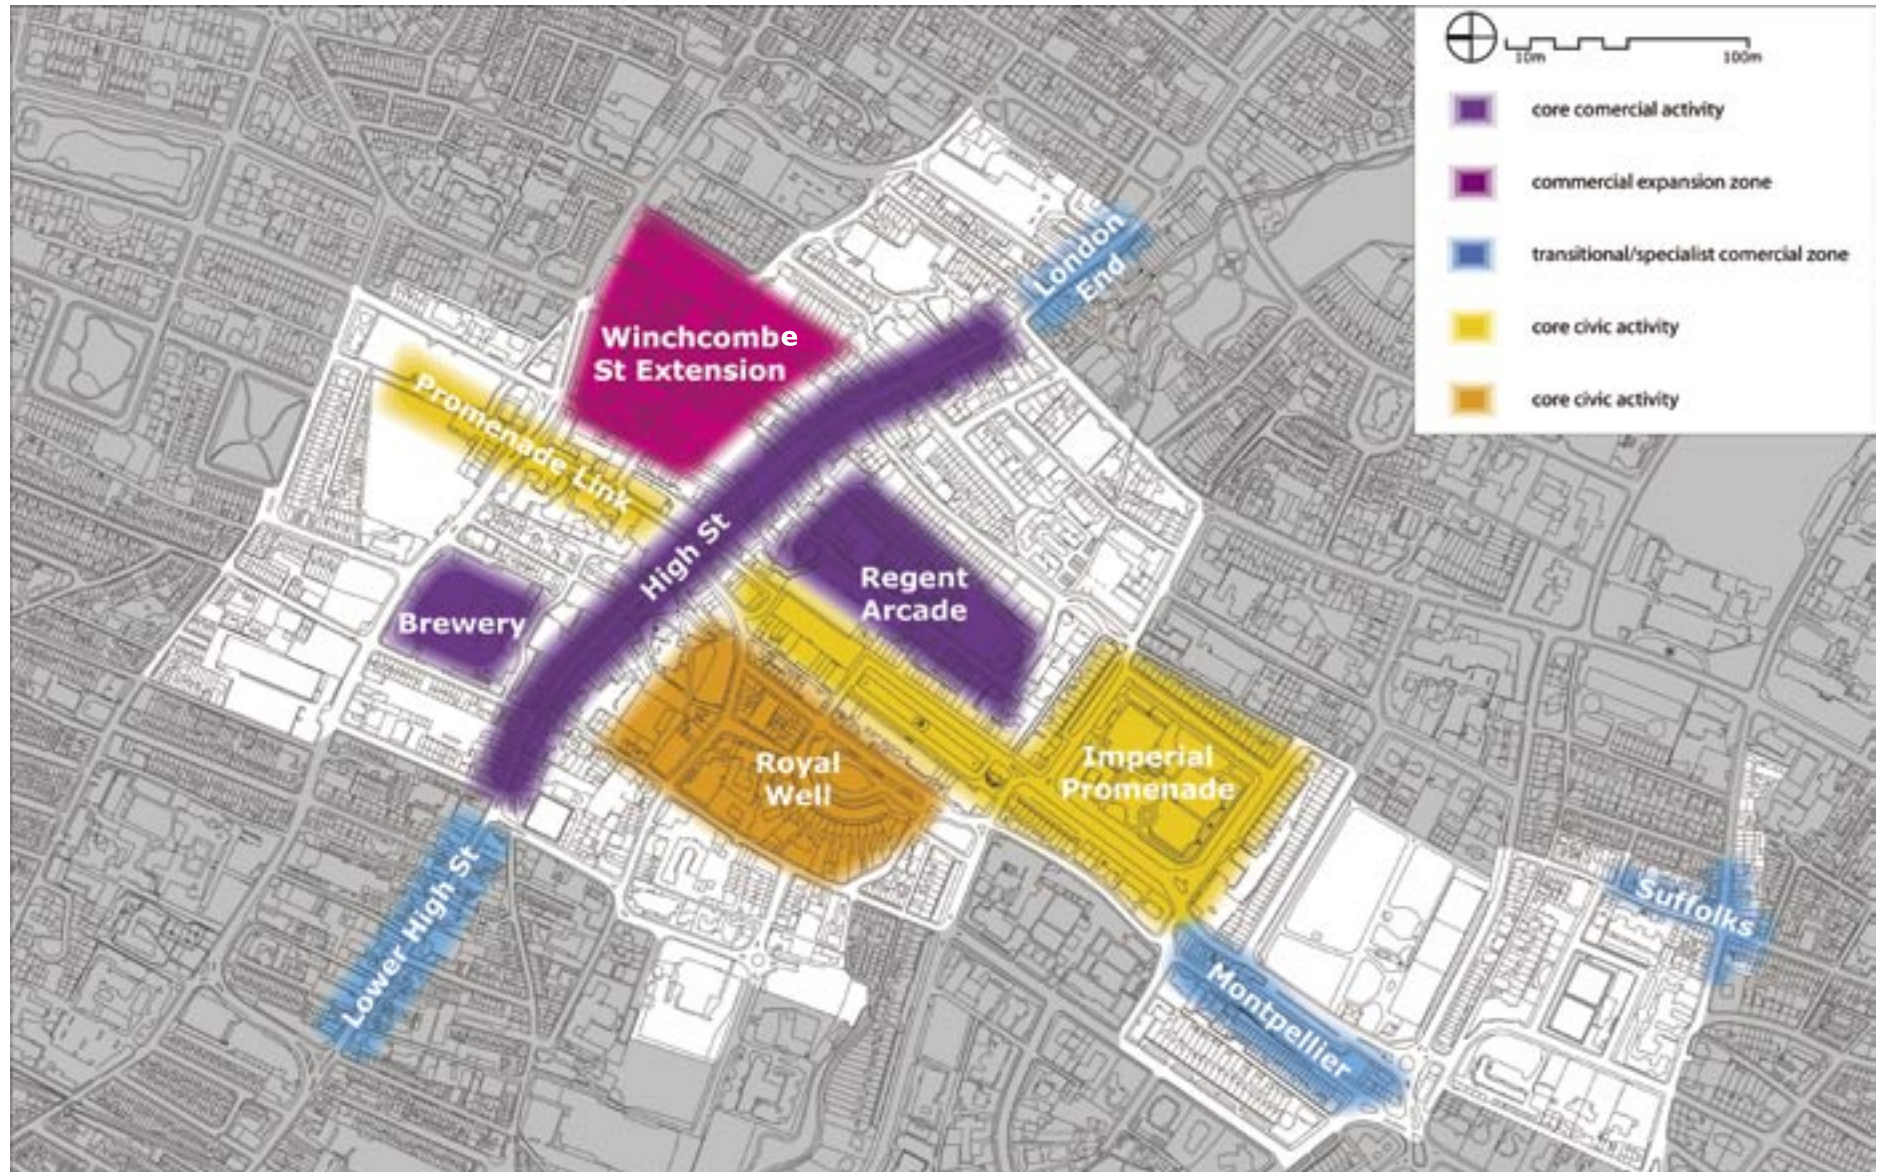 10m
100m
core comercial activity
commercial expansion zone
transitional/specialist comercial zone
core civic activity
core civic activity
London
End
Winchcombe
St Extension
Promenade Link
High St
Regent
Arcade
Brewery
Royal
Well
Imperial
Promenade
Lower High St
Suffolks
Montpellier